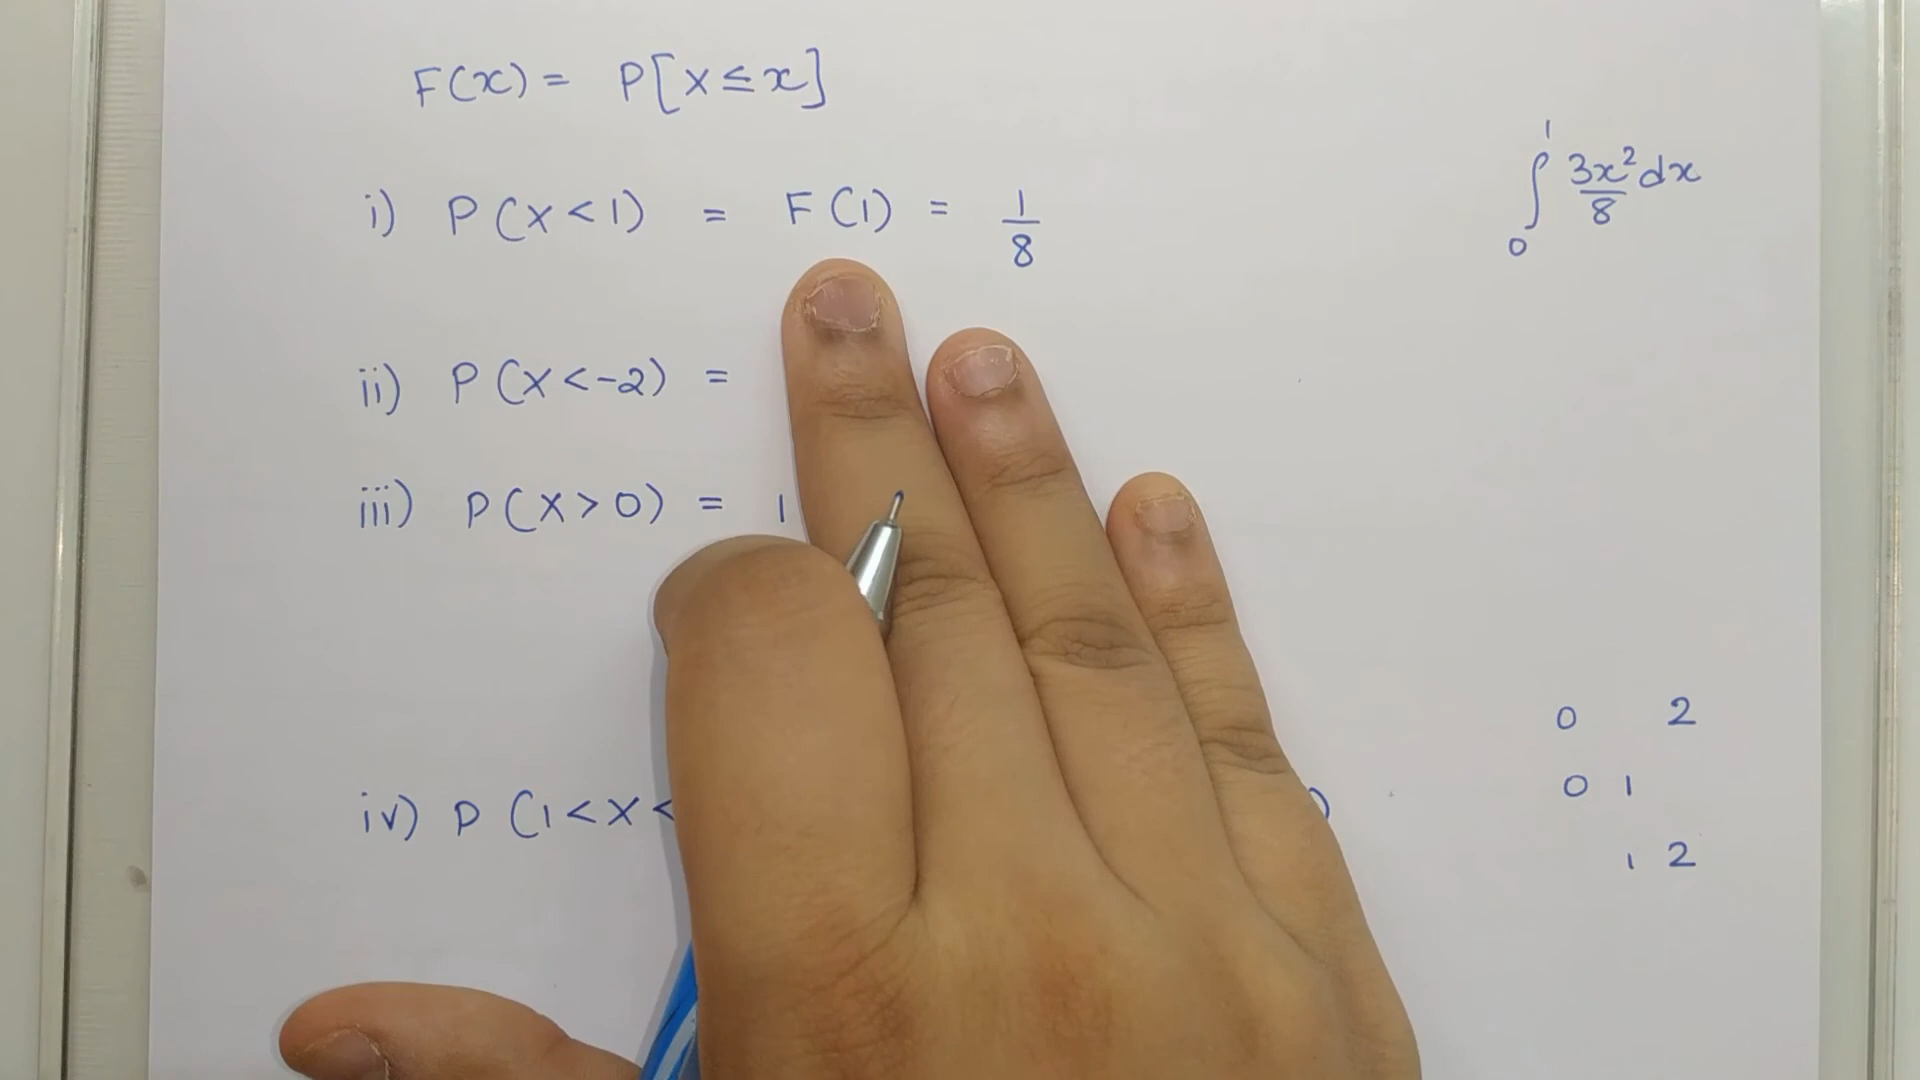 F(x) = P[X ≤ x]
i) P(X < 1) = F(1) = 1/8
∫₀¹ 3x²/8 dx
ii) P(X < -2) =
iii) P(X > 0) = 1
0 2
0 1
iv) P(1 < X < )
1 2